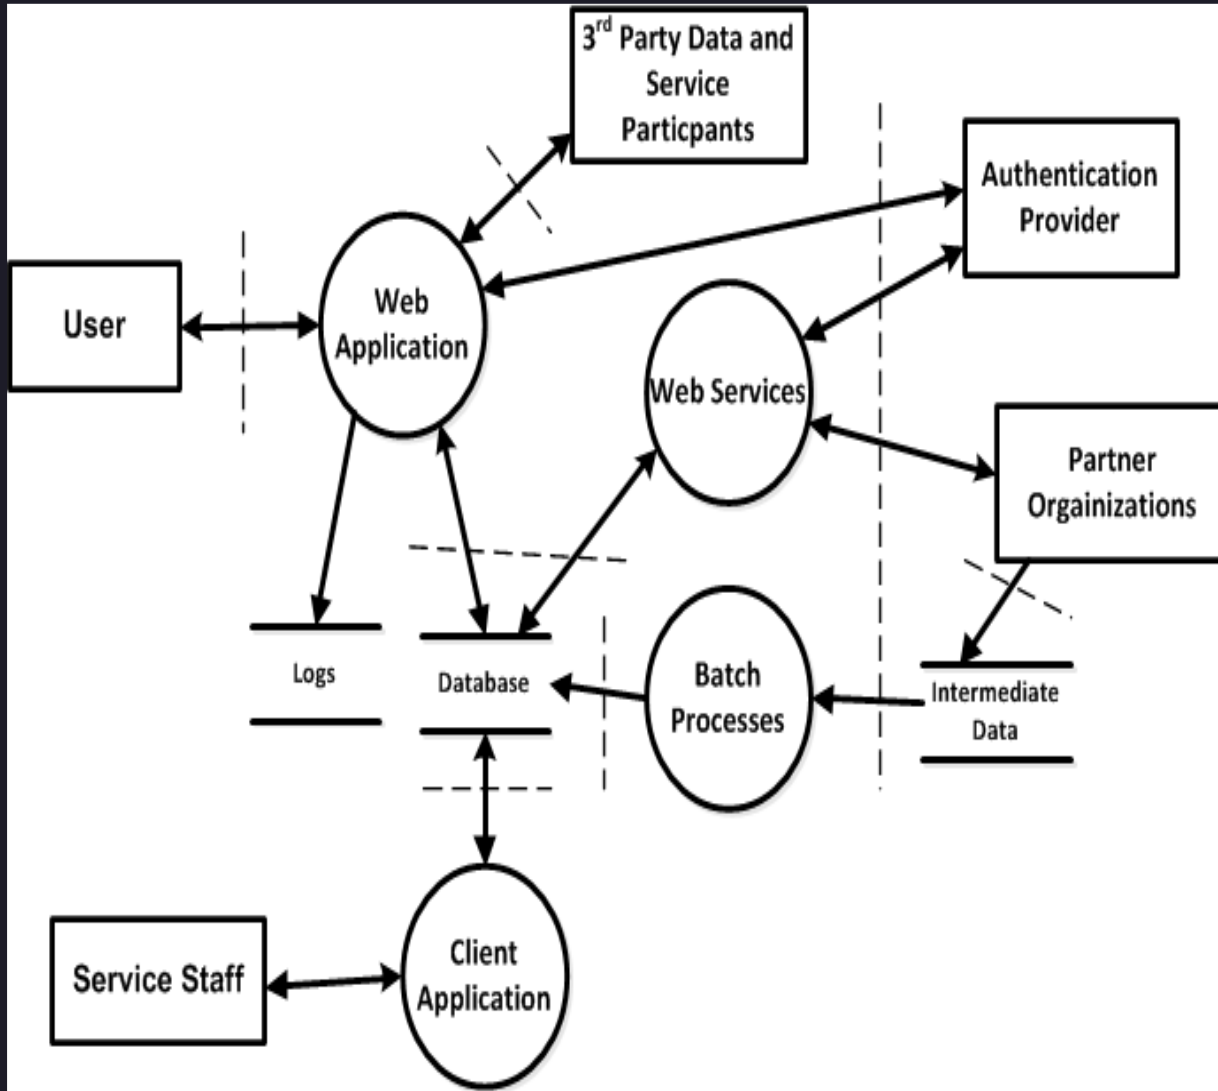 3rd Party Data and
Service
Particpants
Authentication
Provider
User
Web
Application
Web Services
Partner
Orgainizations
Logs
Database
Batch
Processes
Intermediate
Data
Service Staff
Client
Application